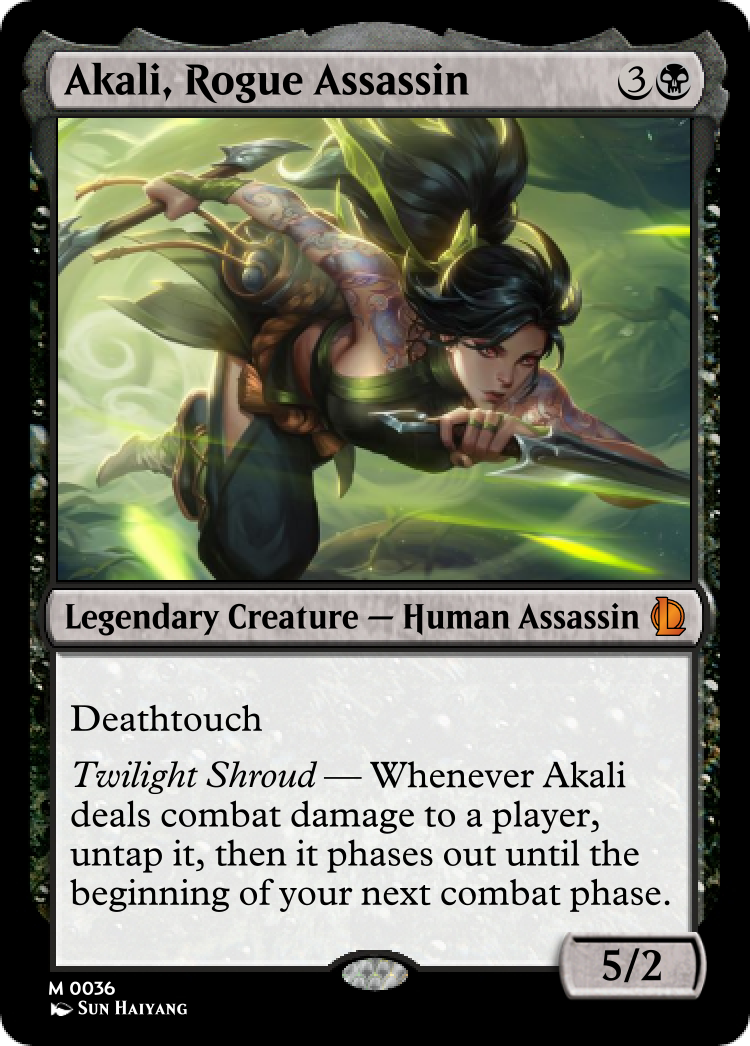 Akali, Rogue Assassin 3
Legendary Creature — Human Assassin
Deathtouch
Twilight Shroud — Whenever Akali
deals combat damage to a player,
untap it, then it phases out until the
beginning of your next combat phase.
5/2
M 0036
Sun Haiyang